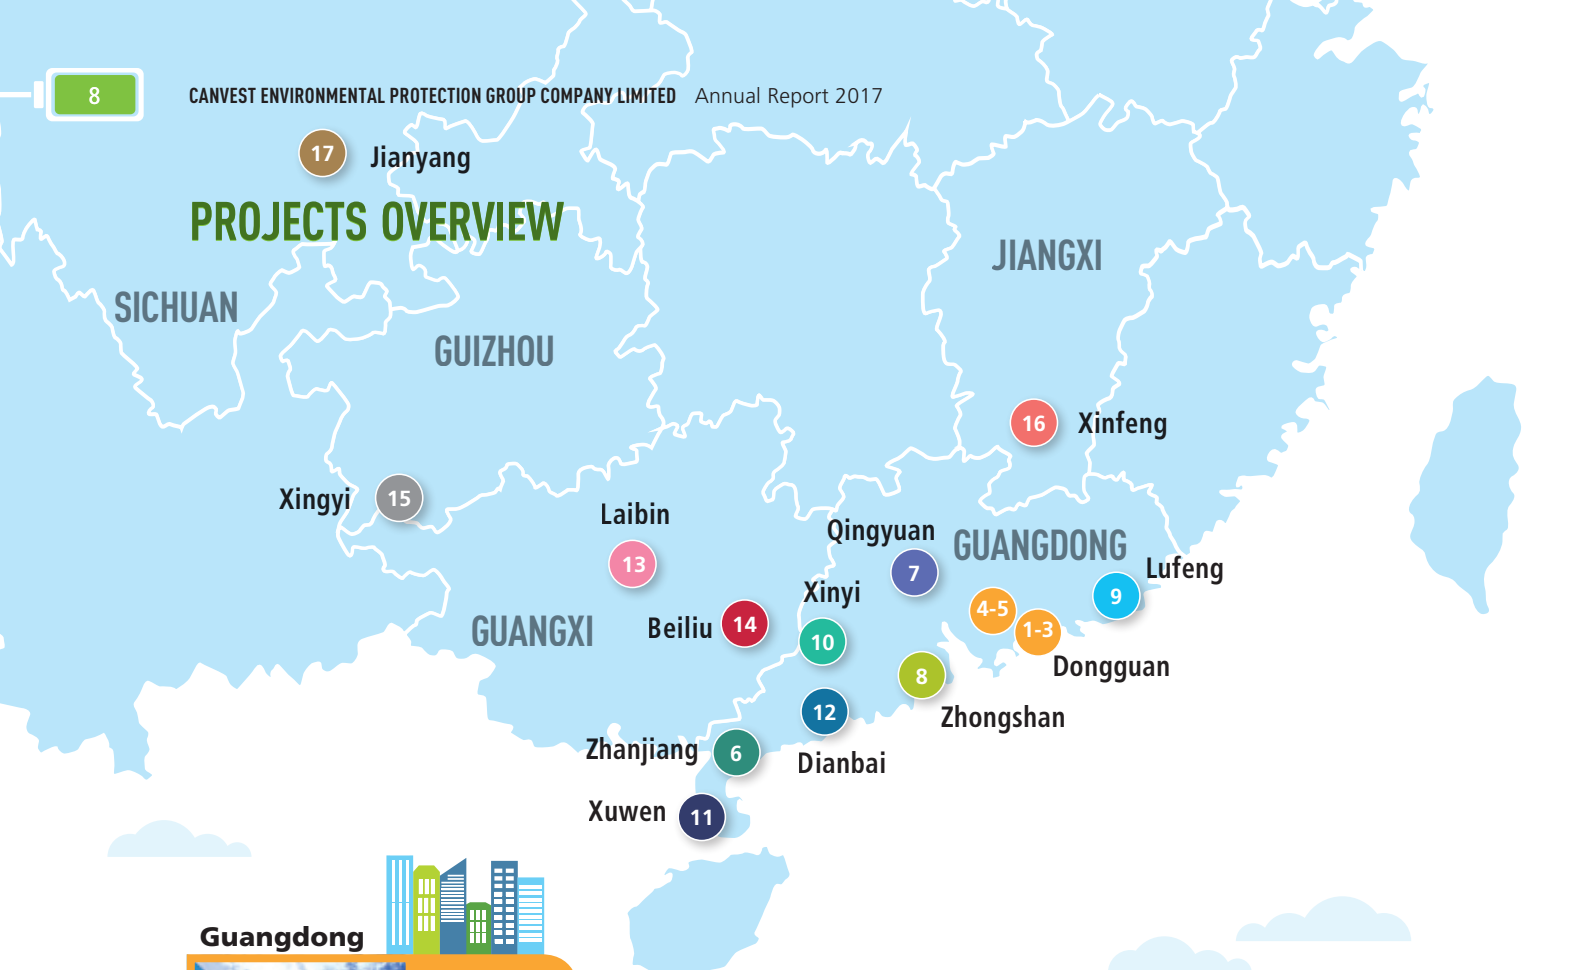 8
CANVEST ENVIRONMENTAL PROTECTION GROUP COMPANY LIMITED Annual Report 2017
17 Jianyang
PROJECTS OVERVIEW
JIANGXI
SICHUAN
GUIZHOU
16 Xinfeng
Xingyi 15
Laibin
13
Qingyuan
7
GUANGDONG
Lufeng
9
Xinyi
10
4-5
1-3
Dongguan
GUANGXI
Beiliu 14
8
Zhongshan
12
Dianbai
Zhanjiang 6
Xuwen 11
Guangdong